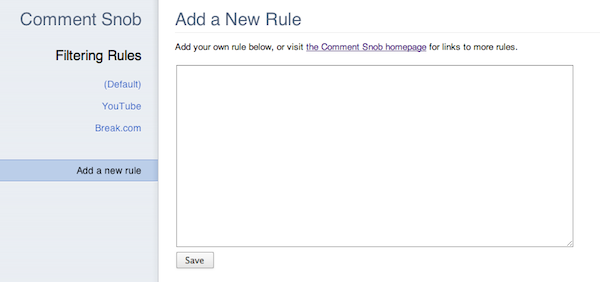 Comment Snob
Filtering Rules
(Default)
YouTube
Break.com
Add a new rule
Add a New Rule
Add your own rule below, or visit the Comment Snob homepage for links to more rules.
Save